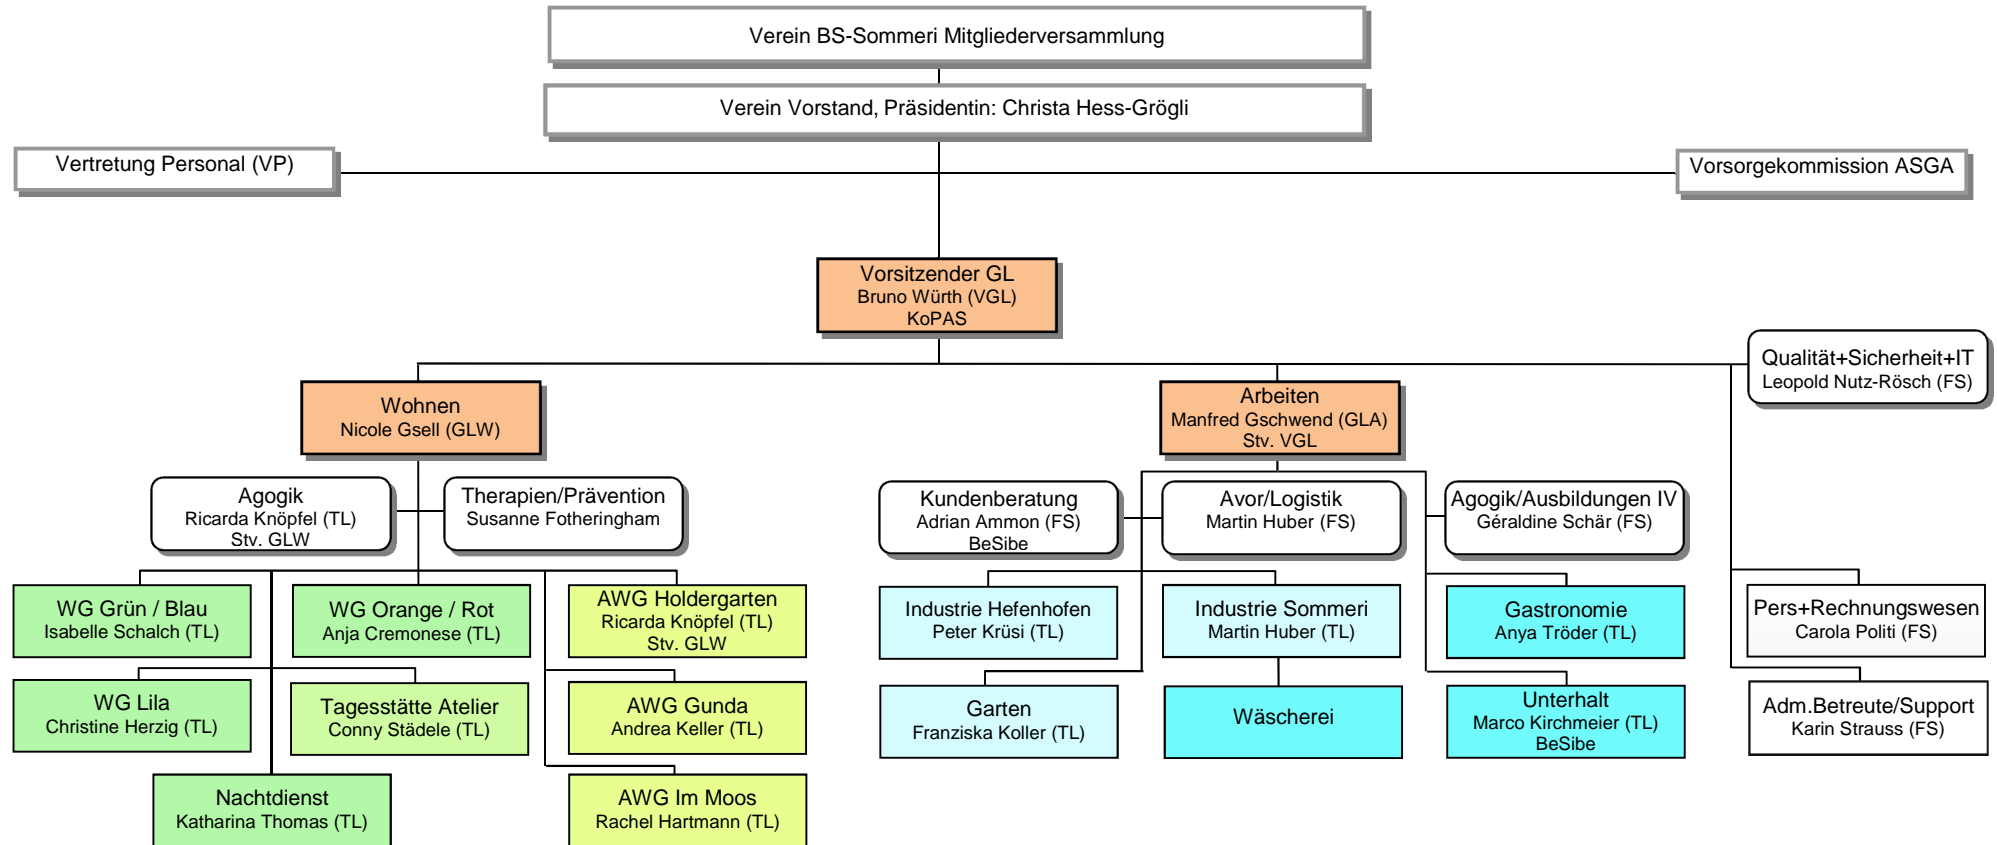 Verein BS-Sommeri Mitgliederversammlung
Verein Vorstand, Präsidentin: Christa Hess-Grögli
Vertretung Personal (VP)
Vorsorgekommission ASGA
Vorsitzender GL
Bruno Würth (VGL)
KoPAS
Qualität+Sicherheit+IT
Leopold Nutz-Rösch (FS)
Wohnen
Nicole Gsell (GLW)
Arbeiten
Manfred Gschwend (GLA)
Stv. VGL
Agogik
Ricarda Knöpfel (TL)
Stv. GLW
Therapien/Prävention
Susanne Fotheringham
Kundenberatung
Adrian Ammon (FS)
BeSibe
Avor/Logistik
Martin Huber (FS)
Agogik/Ausbildungen IV
Géraldine Schär (FS)
WG Grün / Blau
Isabelle Schalch (TL)
WG Orange / Rot
Anja Cremonese (TL)
AWG Holdergarten
Ricarda Knöpfel (TL)
Stv. GLW
Industrie Hefenhofen
Peter Krüsi (TL)
Industrie Sommeri
Martin Huber (TL)
Gastronomie
Anya Tröder (TL)
Pers+Rechnungswesen
Carola Politi (FS)
WG Lila
Christine Herzig (TL)
Tagesstätte Atelier
Conny Städele (TL)
AWG Gunda
Andrea Keller (TL)
Garten
Franziska Koller (TL)
Wäscherei
Unterhalt
Marco Kirchmeier (TL)
BeSibe
Adm.Betreute/Support
Karin Strauss (FS)
Nachtdienst
Katharina Thomas (TL)
AWG Im Moos
Rachel Hartmann (TL)